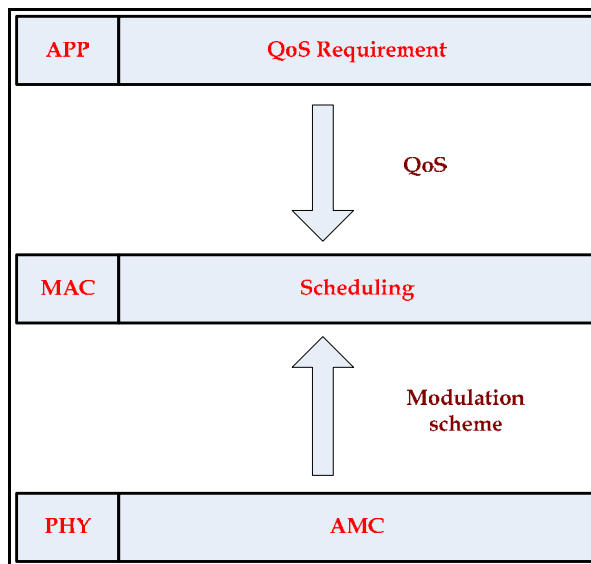 APP QoS Requirement
QoS
MAC Scheduling
Modulation
scheme
PHY AMC